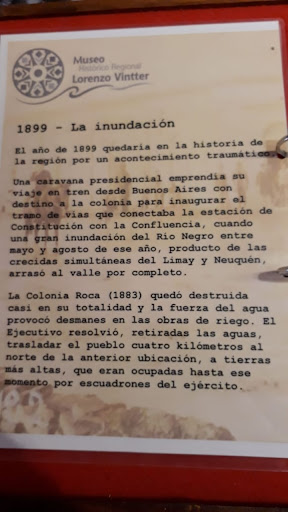 Museo
Histórico Regional
Lorenzo Vintter
1899 - La inundación
El año de 1899 quedaría en la historia de
la región por un acontecimiento traumático.
Una caravana presidencial emprendía su
viaje en tren desde Buenos Aires con
destino a la colonia para inaugurar el
tramo de vías que conectaba la estación de
Constitución con la Confluencia, cuando
una gran inundación del Río Negro entre
mayo y agosto de ese año, producto de las
crecidas simultáneas del Limay y Neuquén,
arrasó al valle por completo.
La Colonia Roca (1883) quedó destruida
casi en su totalidad y la fuerza del agua
provocó desmanes en las obras de riego. El
Ejecutivo resolvió, retiradas las aguas,
trasladar el pueblo cuatro kilómetros al
norte de la anterior ubicación, a tierras
más altas, que eran ocupadas hasta ese
momento por escuadrones del ejército.